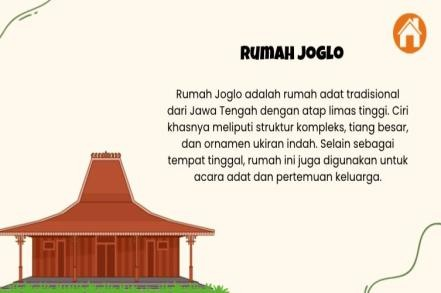 RUMAH JOGLO
Rumah Joglo adalah rumah adat tradisional
dari Jawa Tengah dengan atap limas tinggi. Ciri
khasnya meliputi struktur kompleks, tiang besar,
dan ornamen ukiran indah. Selain sebagai
tempat tinggal, rumah ini juga digunakan untuk
acara adat dan pertemuan keluarga.